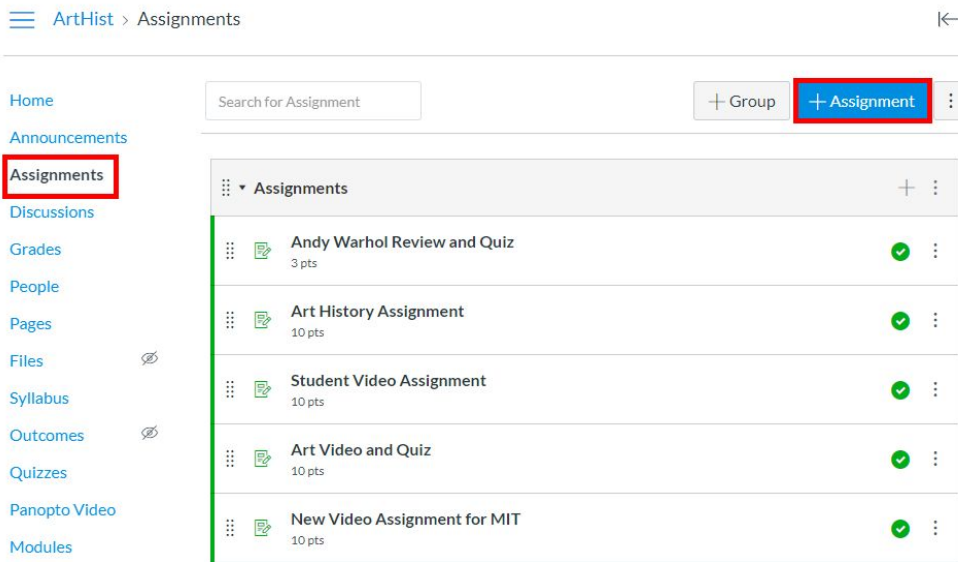 ArtHist > Assignments
Home
Announcements
Assignments
Discussions
Grades
People
Pages
Files
Syllabus
Outcomes
Quizzes
Panopto Video
Modules
Search for Assignment
+ Group
+ Assignment
Assignments
Andy Warhol Review and Quiz
3 pts
Art History Assignment
10 pts
Student Video Assignment
10 pts
Art Video and Quiz
10 pts
New Video Assignment for MIT
10 pts